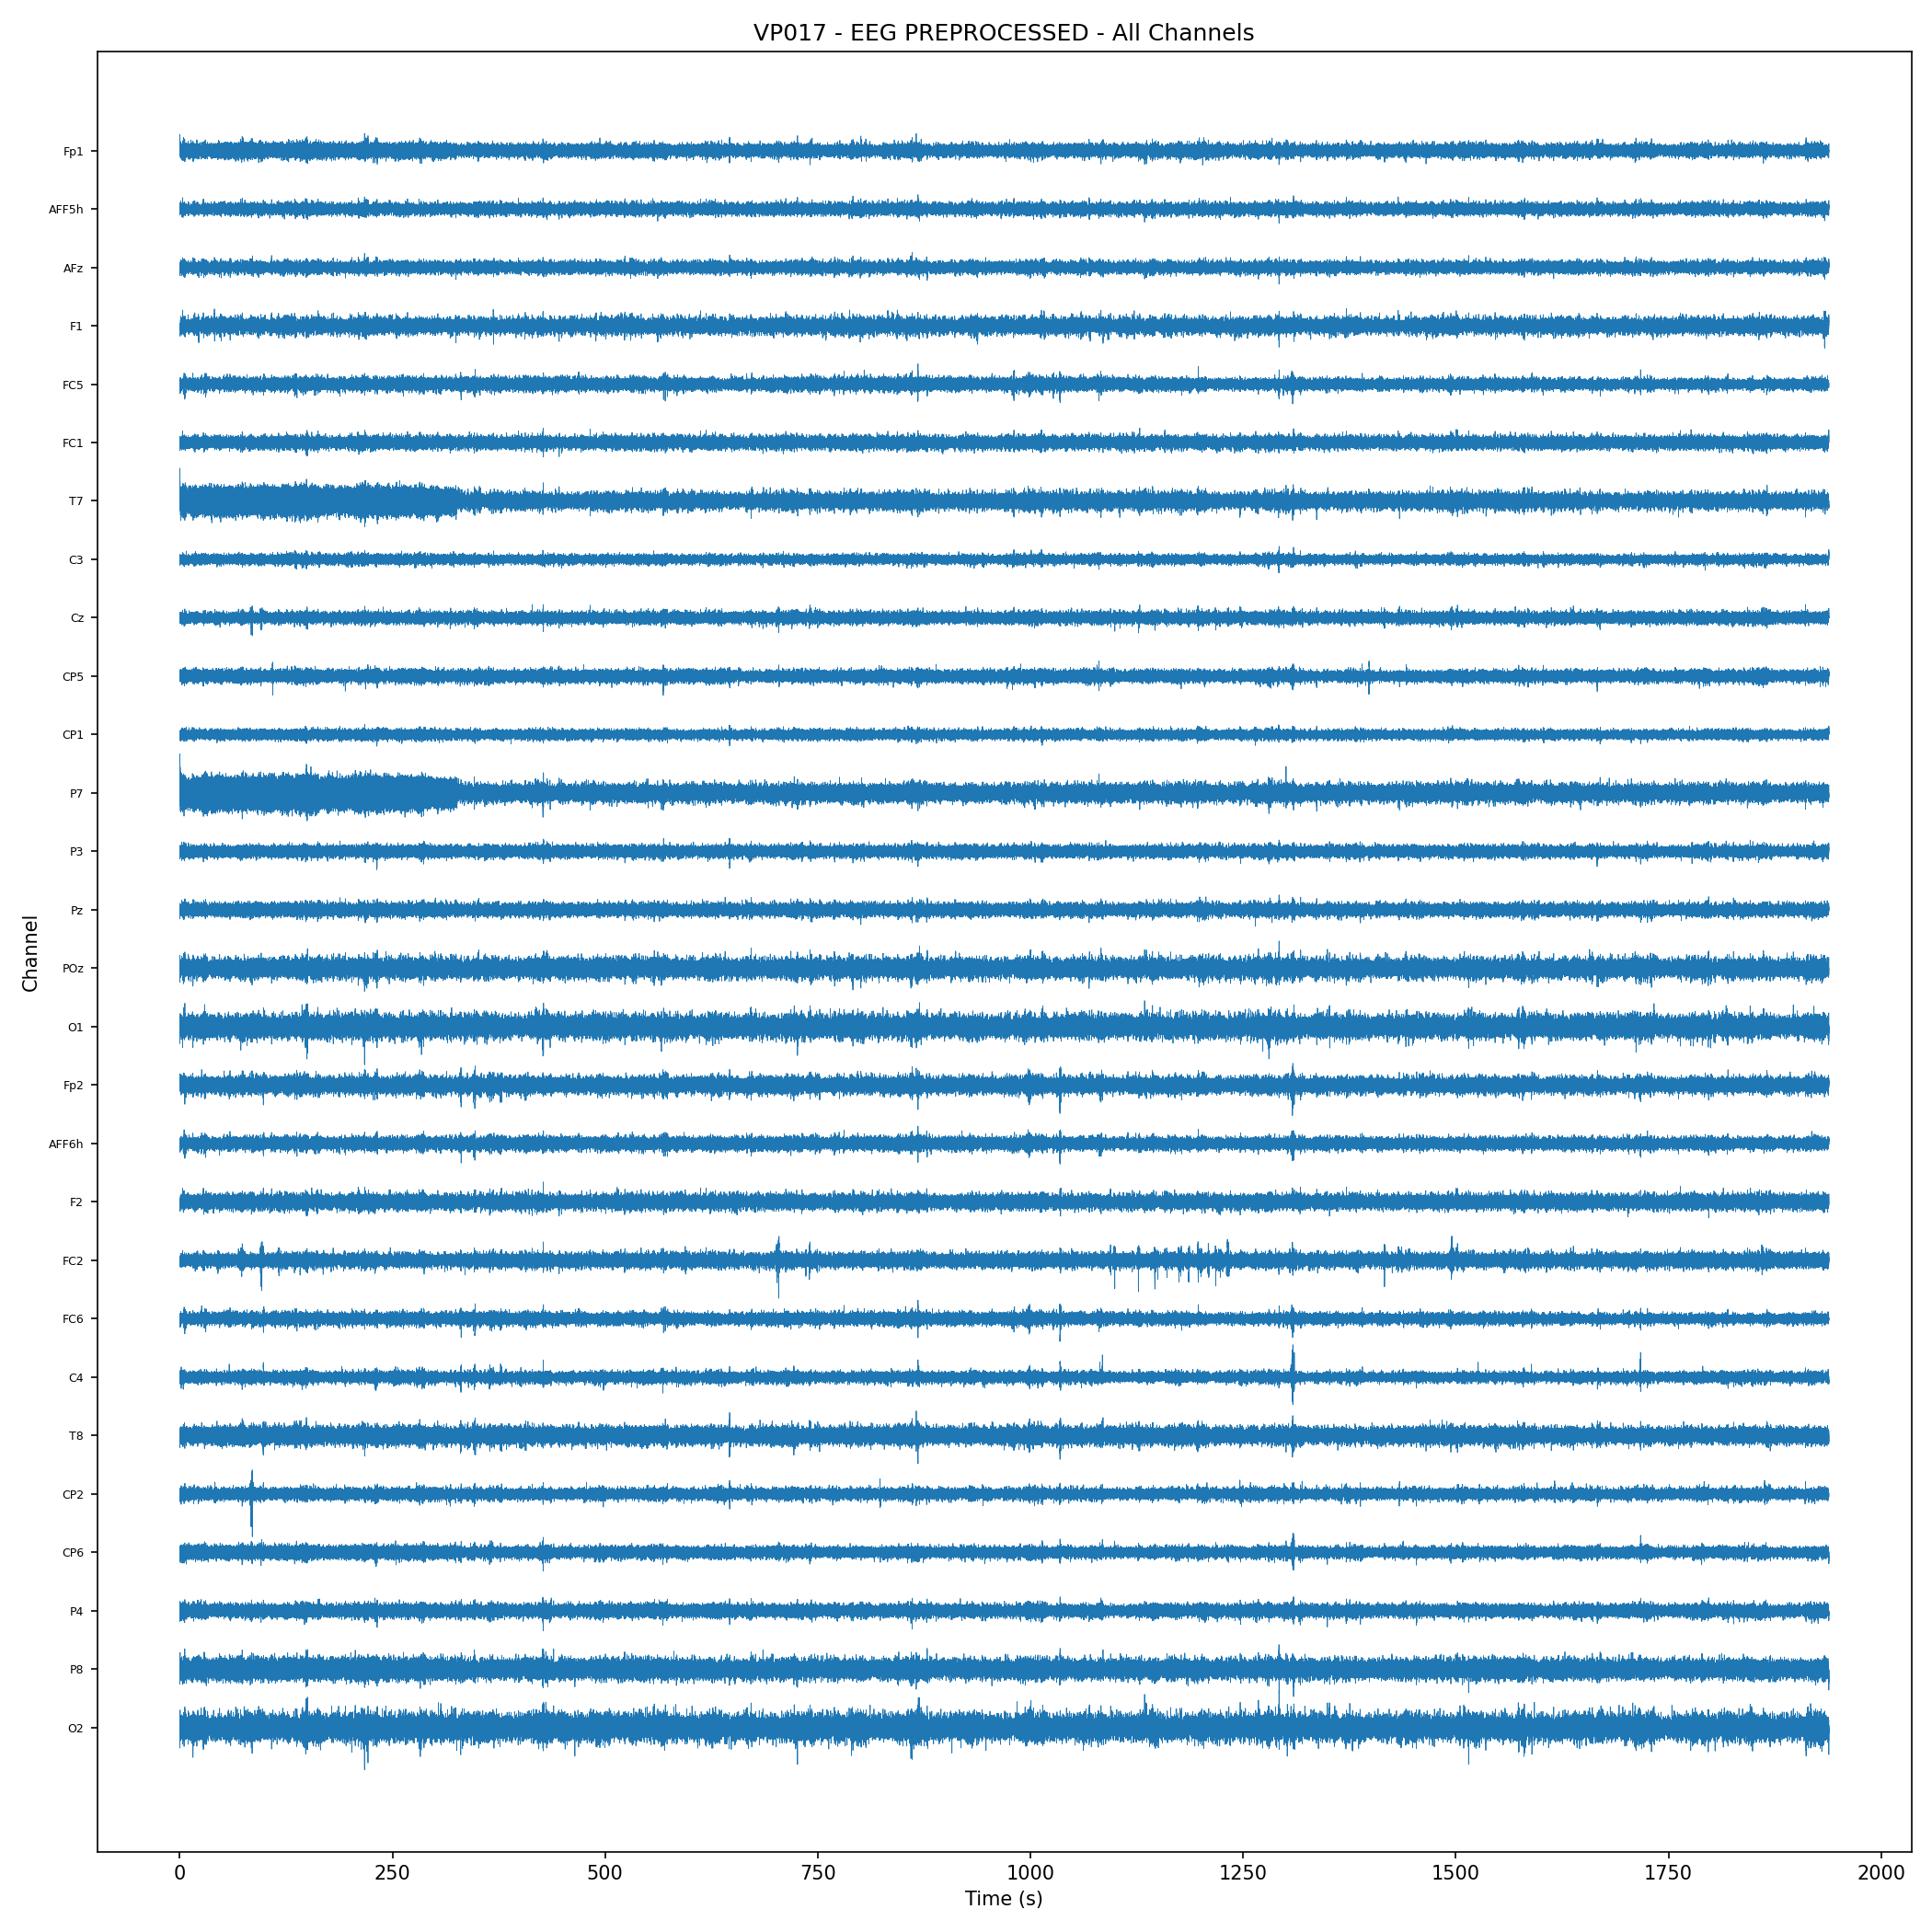 VP017 - EEG PREPROCESSED - All Channels
Fp1
AFF5h
AFz
F1
FC5
FC1
T7
C3
Cz
CP5
CP1
P7
P3
Pz
POz
O1
Fp2
AFF6h
F2
FC2
FC6
C4
T8
CP2
CP6
P4
P8
O2
Channel
0 250 500 750 1000 1250 1500 1750 2000
Time (s)